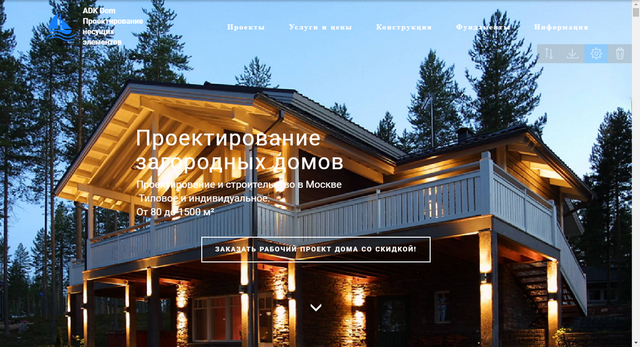 ADK Dom
Проектирование
несущих
элементов
Проекты
Услуги и цены
Конструкция
Фундаменты
Информация
Проектирование
загородных домов
Проектирование и строительство в Москве
Типовое и индивидуальное.
От 80 до 1500 м²
ЗАКАЗАТЬ РАБОЧИЙ ПРОЕКТ ДОМА СО СКИДКОЙ!